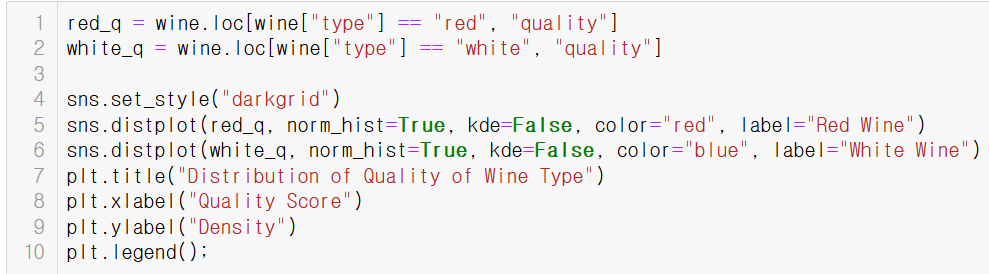 1 red_q = wine.loc[wine["type"] == "red", "quality"]
2 white_q = wine.loc[wine["type"] == "white", "quality"]
3
4 sns.set_style("darkgrid")
5 sns.distplot(red_q, norm_hist=True, kde=False, color="red", label="Red Wine")
6 sns.distplot(white_q, norm_hist=True, kde=False, color="blue", label="White Wine")
7 plt.title("Distribution of Quality of Wine Type")
8 plt.xlabel("Quality Score")
9 plt.ylabel("Density")
10 plt.legend();